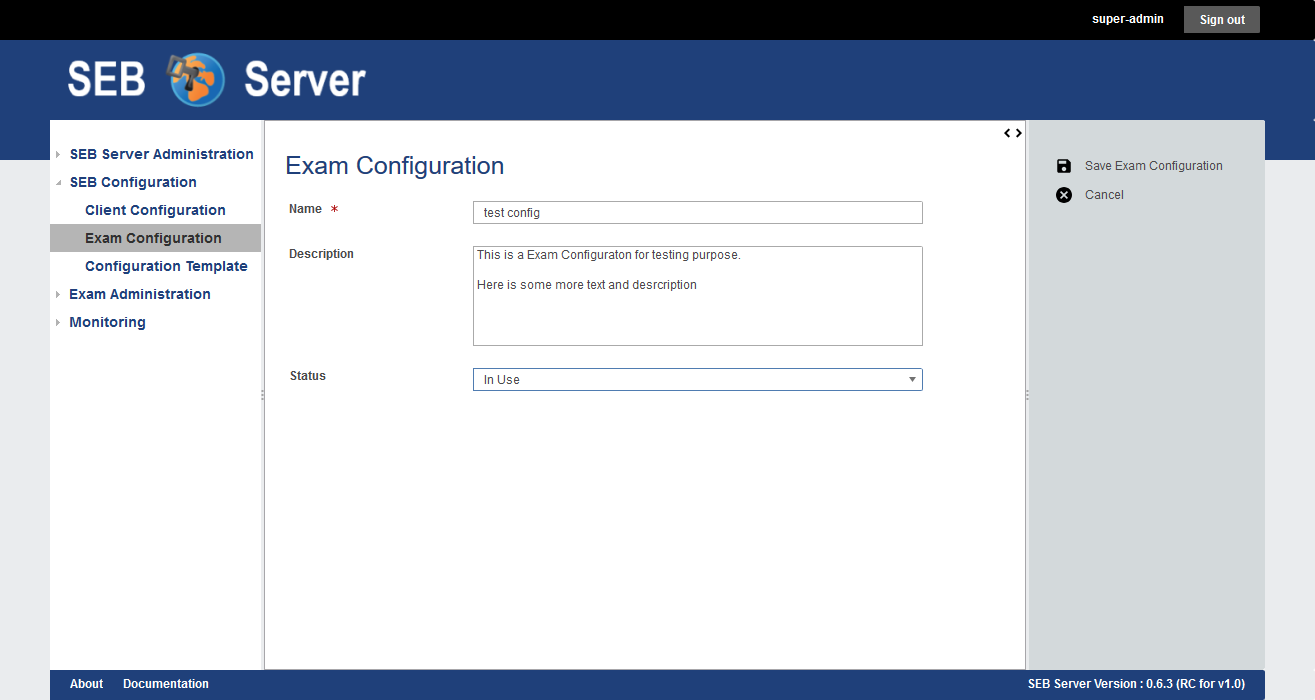 super-admin
Sign out
SEB Server
SEB Server Administration
SEB Configuration
Client Configuration
Exam Configuration
Configuration Template
Exam Administration
Monitoring
Exam Configuration
Name *
test config
Description
This is a Exam Configuraton for testing purpose.
Here is some more text and desrcription
Status
In Use
Save Exam Configuration
Cancel
About
Documentation
SEB Server Version : 0.6.3 (RC for v1.0)